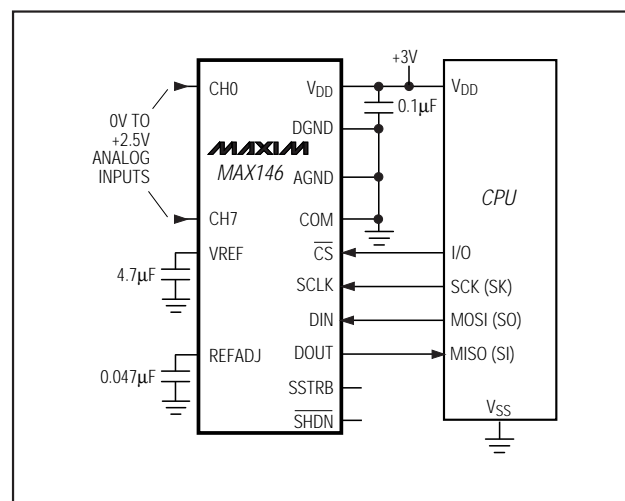 +3V
CH0
VDD
VDD
0V TO
+2.5V
ANALOG
INPUTS
0.1µF
DGND
MAXIM
MAX146
AGND
CPU
CH7
COM
VREF
CS
I/O
4.7µF
SCLK
SCK (SK)
DIN
MOSI (SO)
REFADJ
DOUT
MISO (SI)
0.047µF
SSTRB
SHDN
VSS